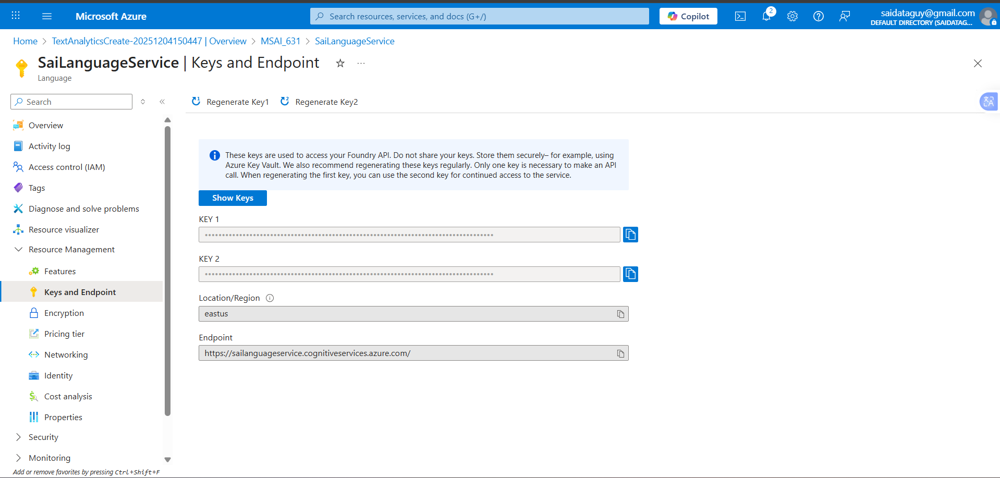 Microsoft Azure
Search resources, services, and docs (G+/)
Copilot
2
saidataguy@gmail.com
DEFAULT DIRECTORY (SAIDATAG...
Home > TextAnalyticsCreate-20251204150447 | Overview > MSAI_631 > SaiLanguageService
SaiLanguageService | Keys and Endpoint
Language
Search
Overview
Activity log
Access control (IAM)
Tags
Diagnose and solve problems
Resource visualizer
Resource Management
Features
Keys and Endpoint
Encryption
Pricing tier
Networking
Identity
Cost analysis
Properties
Security
Monitoring
Add or remove favorites by pressing Ctrl+Shift+F
Regenerate Key1
Regenerate Key2
These keys are used to access your Foundry API. Do not share your keys. Store them securely– for example, using
Azure Key Vault. We also recommend regenerating these keys regularly. Only one key is necessary to make an API
call. When regenerating the first key, you can use the second key for continued access to the service.
Show Keys
KEY 1
KEY 2
Location/Region
eastus
Endpoint
https://sailanguageservice.cognitiveservices.azure.com/